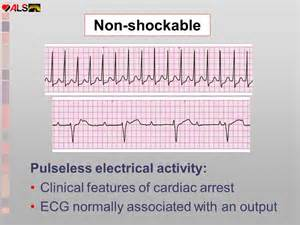 ALS
Non-shockable
Pulseless electrical activity:
• Clinical features of cardiac arrest
• ECG normally associated with an output